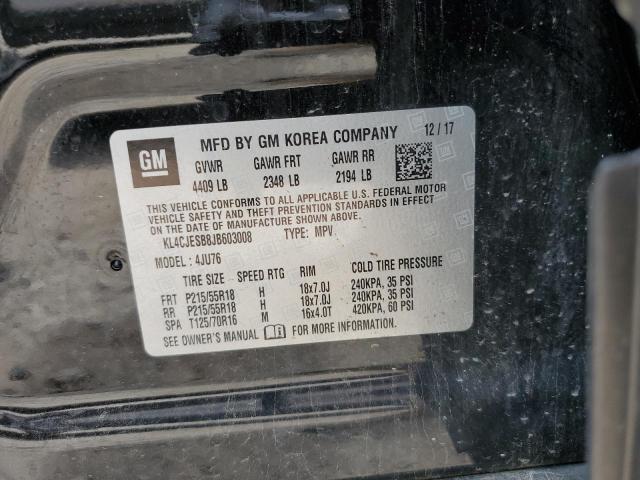 GM
MFD BY GM KOREA COMPANY 12/17
GVWR GAWR FRT GAWR RR
4409 LB 2348 LB 2194 LB
THIS VEHICLE CONFORMS TO ALL APPLICABLE U.S. FEDERAL MOTOR
VEHICLE SAFETY AND THEFT PREVENTION STANDARDS IN EFFECT ON
THE DATE OF MANUFACTURE SHOWN ABOVE.
KL4CJESB8JB603008 TYPE: MPV
MODEL: 4JU76
TIRE SIZE SPEED RTG RIM COLD TIRE PRESSURE
FRT P215/55R18 H 18x7.0J 240KPA, 35 PSI
RR P215/55R18 H 18x7.0J 240KPA, 35 PSI
SPA T125/70R16 M 16x4.0T 420KPA, 60 PSI
SEE OWNER'S MANUAL FOR MORE INFORMATION.